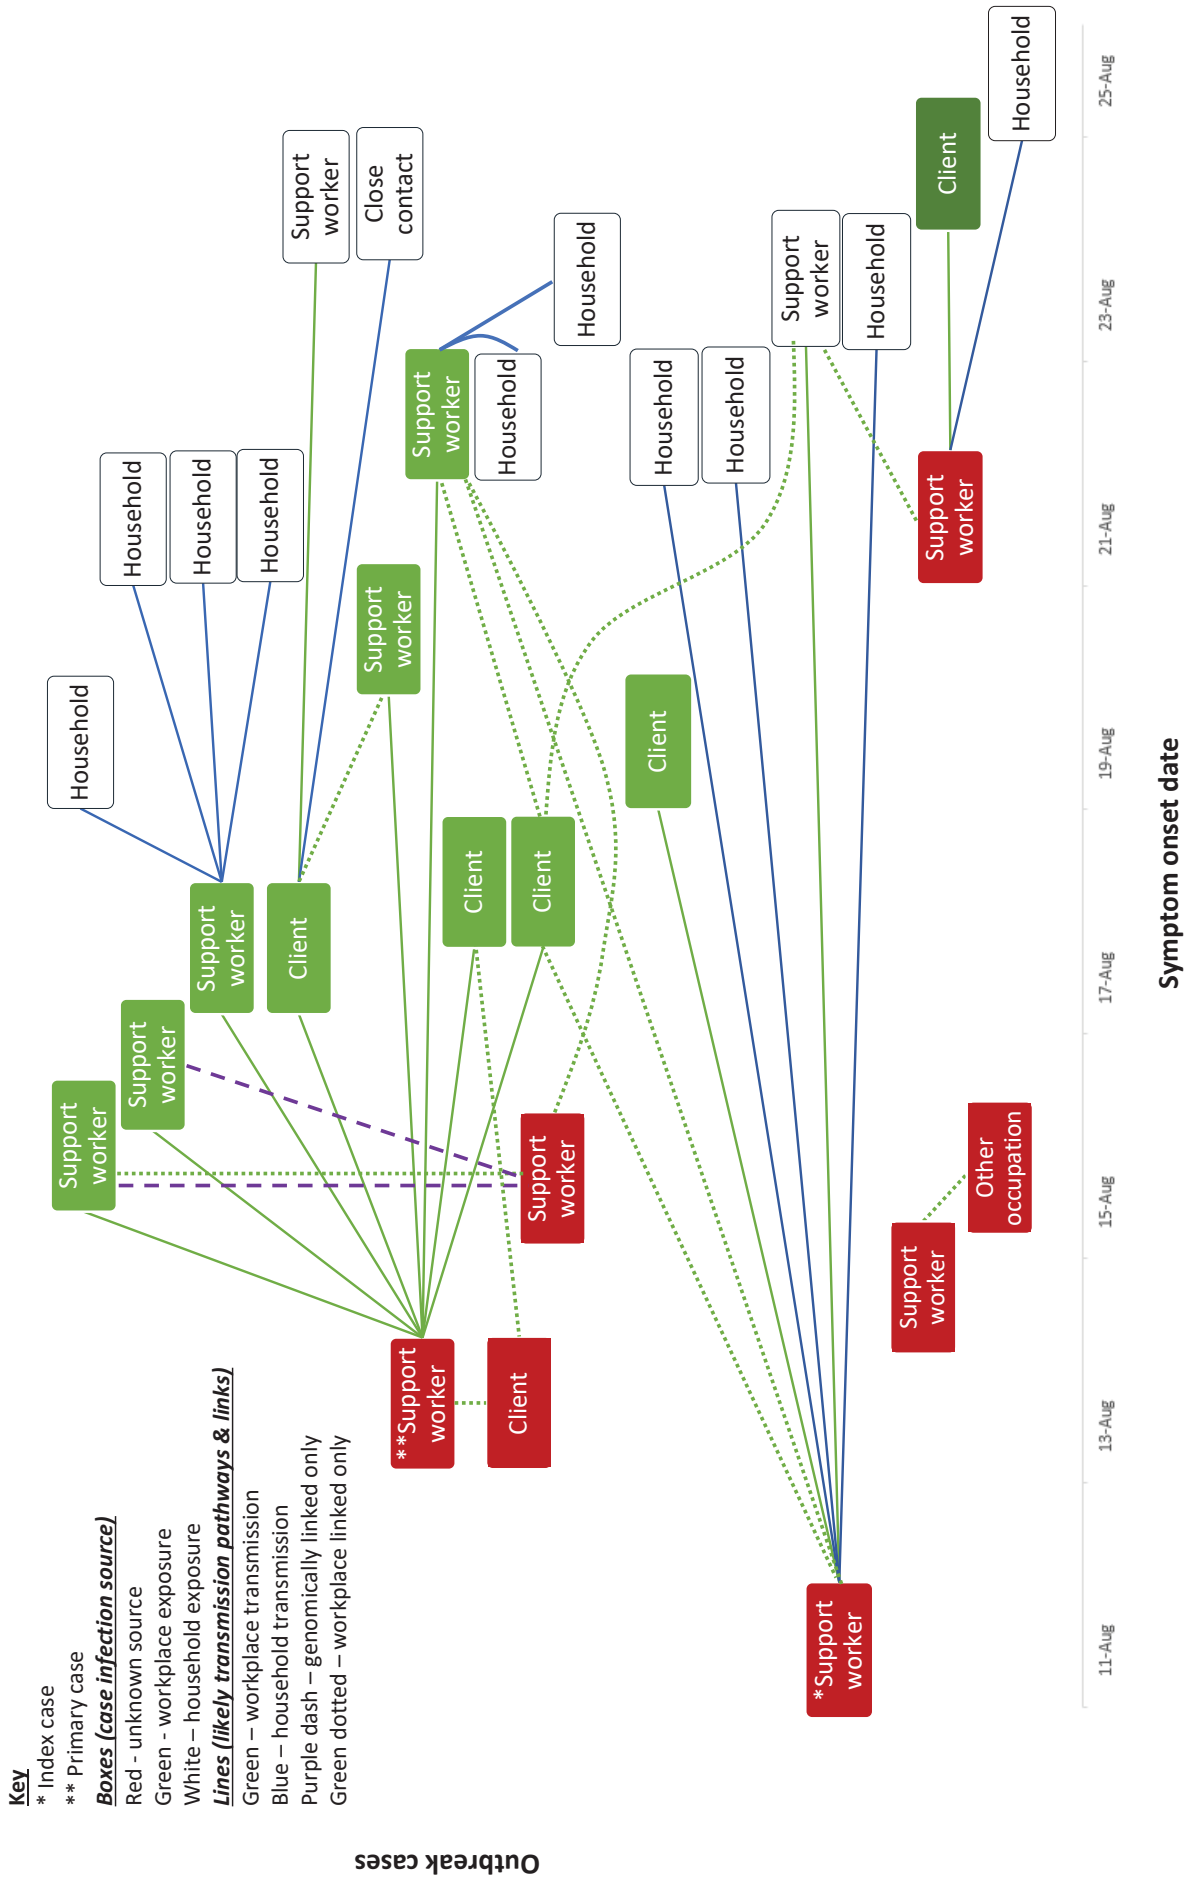 Key
* Index case
** Primary case
Boxes (case infection source)
Red - unknown source
Green - workplace exposure
White – household exposure
Lines (likely transmission pathways & links)
Green – workplace transmission
Blue – household transmission
Purple dash – genomically linked only
Green dotted – workplace linked only
Outbreak cases
Household
Support
worker
Support
worker
Household
Household
Household
Support
worker
Client
Support
worker
Close
contact
Support
worker
**Support
worker
Support
worker
Client
Client
Household
Client
Support
worker
Household
Client
Household
Household
*Support
worker
Support
worker
Household
Support
worker
Support
worker
Client
Other
occupation
Household
11-Aug
13-Aug
15-Aug
17-Aug
19-Aug
21-Aug
23-Aug
25-Aug
Symptom onset date